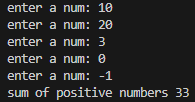 enter a num: 10
enter a num: 20
enter a num: 3
enter a num: 0
enter a num: -1
sum of positive numbers 33